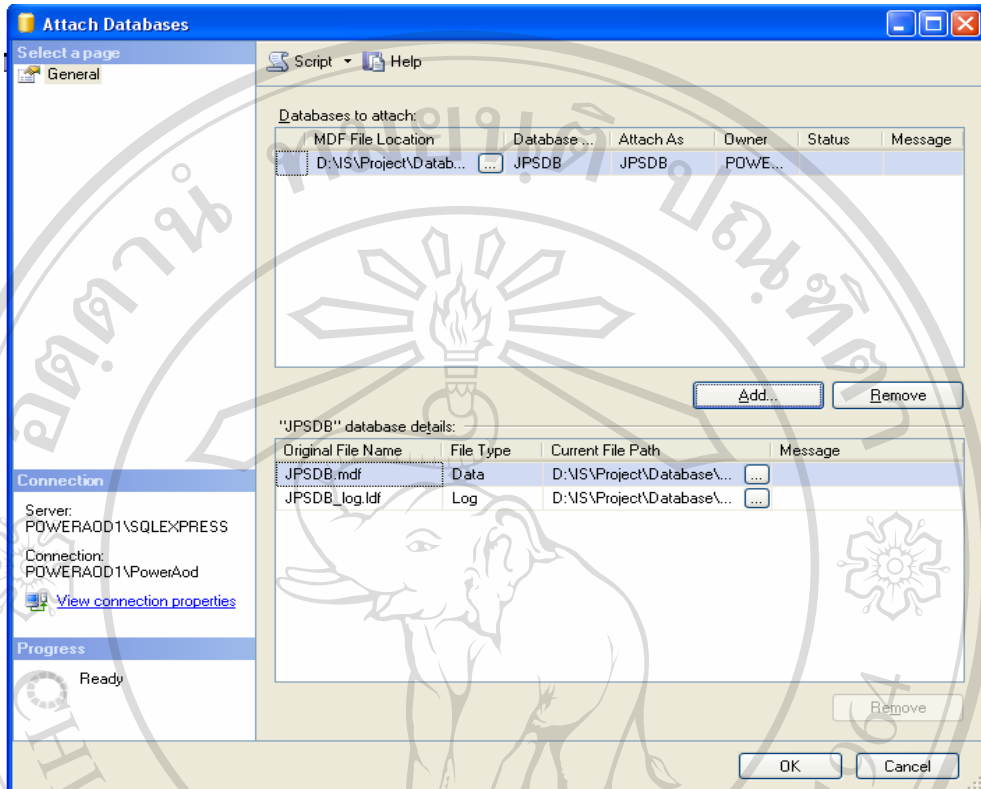 Attach Databases
Select a page
General
Script Help
Databases to attach:
MDF File Location Database ... Attach As Owner Status Message
D:\IS\Project\Datab... ... JPSDB JPSDB POWE...
Add... Remove
"JPSDB" database details:
Original File Name File Type Current File Path Message
JPSDB.mdf Data D:\IS\Project\Database\... ...
JPSDB_log.ldf Log D:\IS\Project\Database\... ...
Connection
Server:
POWERAOD1\SQLEXPRESS
Connection:
POWERAOD1\PowerAod
View connection properties
Progress
Ready
Remove
OK Cancel
964
CHI